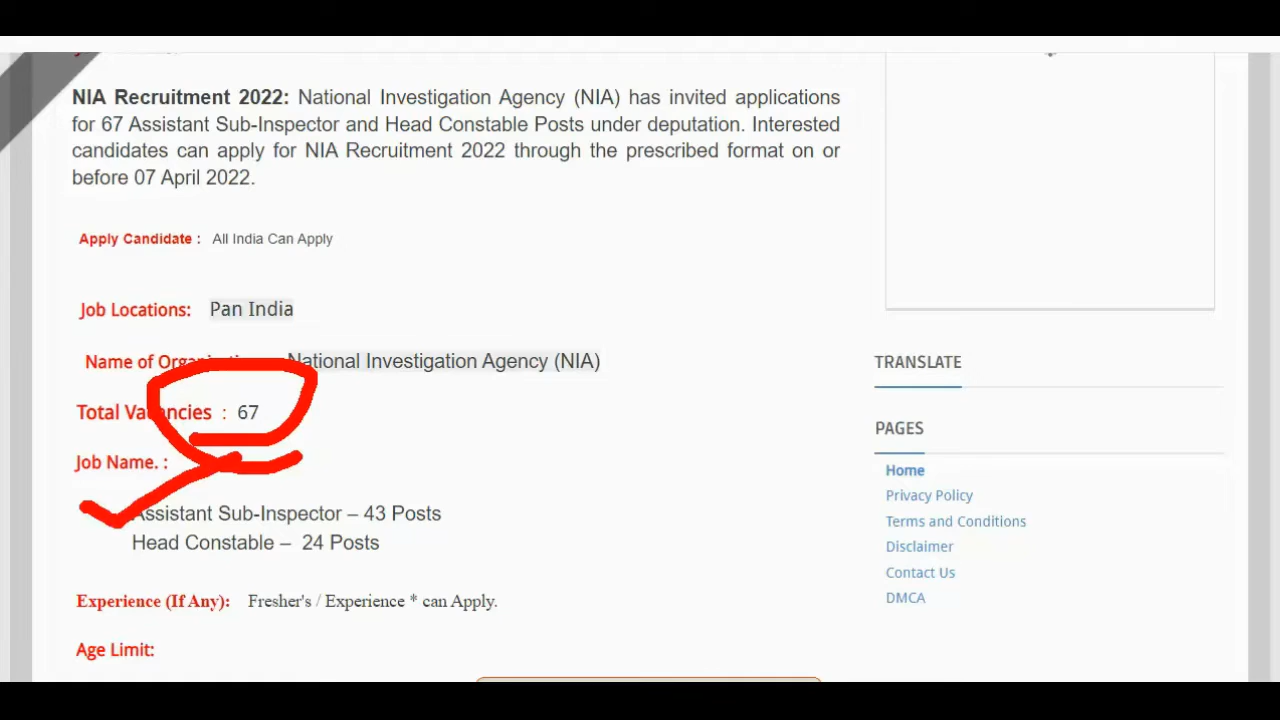 NIA Recruitment 2022: National Investigation Agency (NIA) has invited applications
for 67 Assistant Sub-Inspector and Head Constable Posts under deputation. Interested
candidates can apply for NIA Recruitment 2022 through the prescribed format on or
before 07 April 2022.
Apply Candidate : All India Can Apply
Job Locations: Pan India
Name of National Investigation Agency (NIA)
Total Vacancies : 67
Job Name. :
Assistant Sub-Inspector – 43 Posts
Head Constable – 24 Posts
Experience (If Any): Fresher's / Experience * can Apply.
Age Limit:
TRANSLATE
PAGES
Home
Privacy Policy
Terms and Conditions
Disclaimer
Contact Us
DMCA